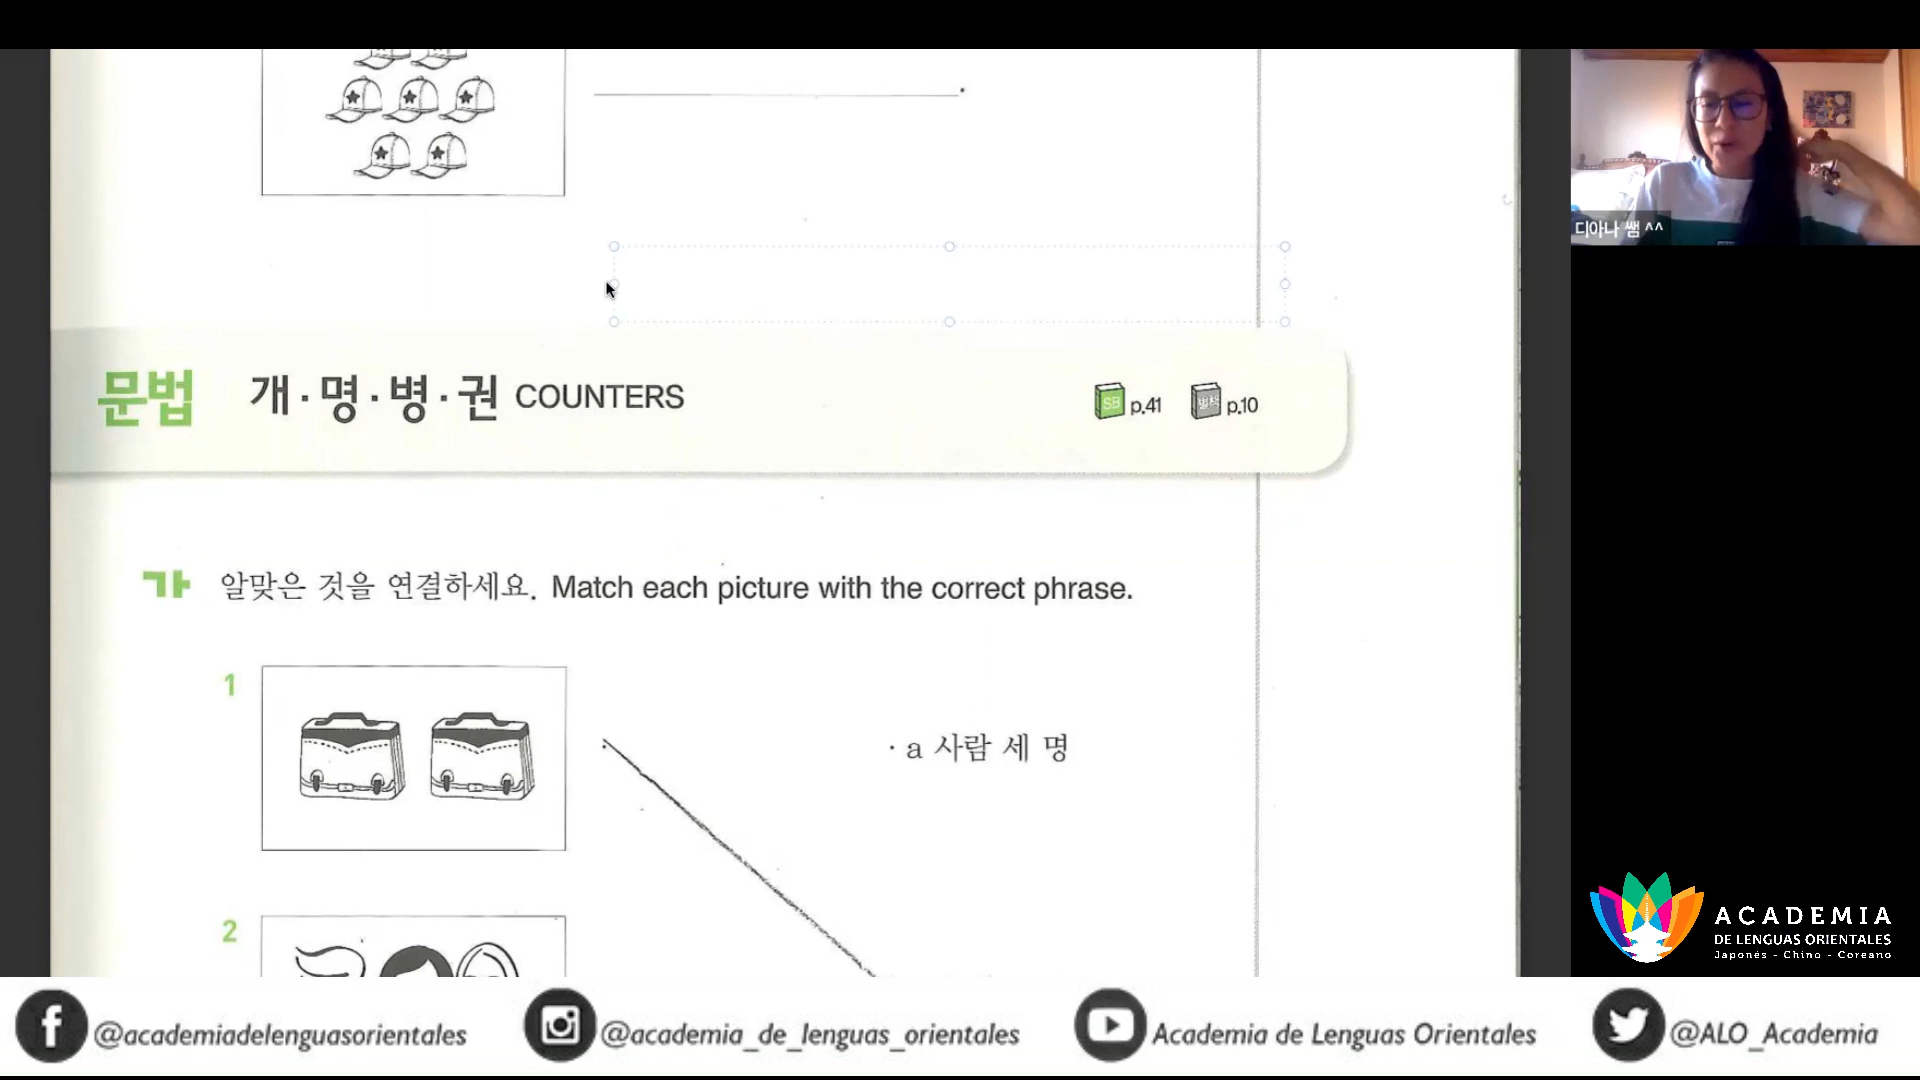 디아나 쌤 ^^
문법 개·명·병·권 COUNTERS
SB p.41 별책 p.10
가 알맞은 것을 연결하세요. Match each picture with the correct phrase.
1
· a 사람 세 명
2
ACADEMIA
DE LENGUAS ORIENTALES
Japonés - Chino - Coreano
@academiadelenguasorientales
@academia_de_lenguas_orientales
Academia de Lenguas Orientales
@ALO_Academia